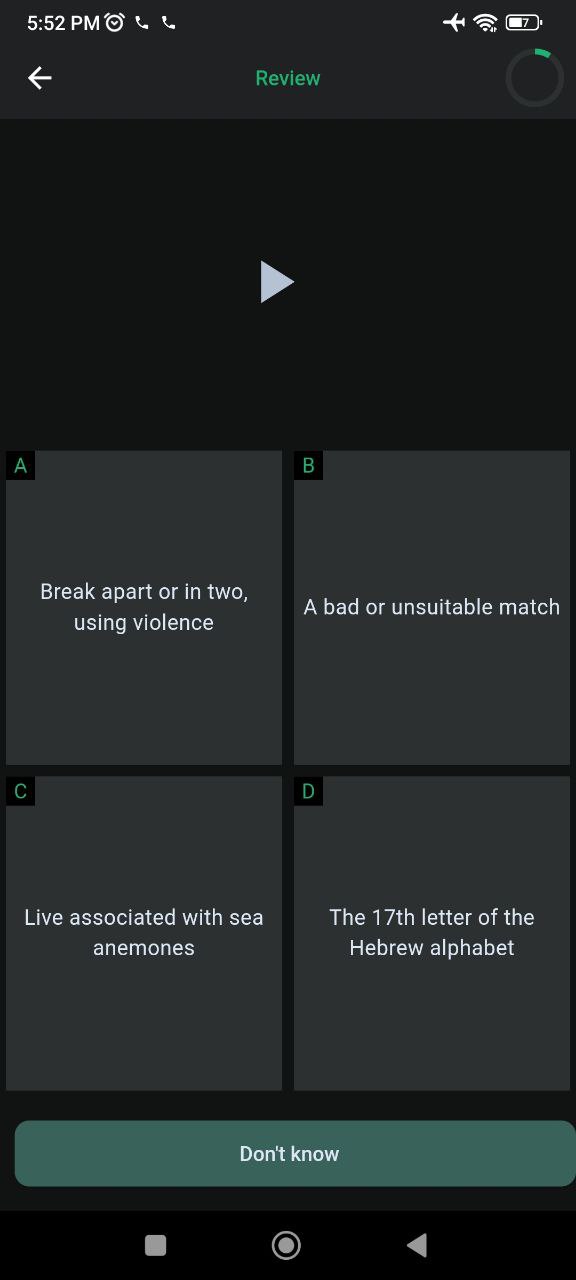 5:52 PM
7
Review
A
Break apart or in two,
using violence
B
A bad or unsuitable match
C
Live associated with sea
anemones
D
The 17th letter of the
Hebrew alphabet
Don't know